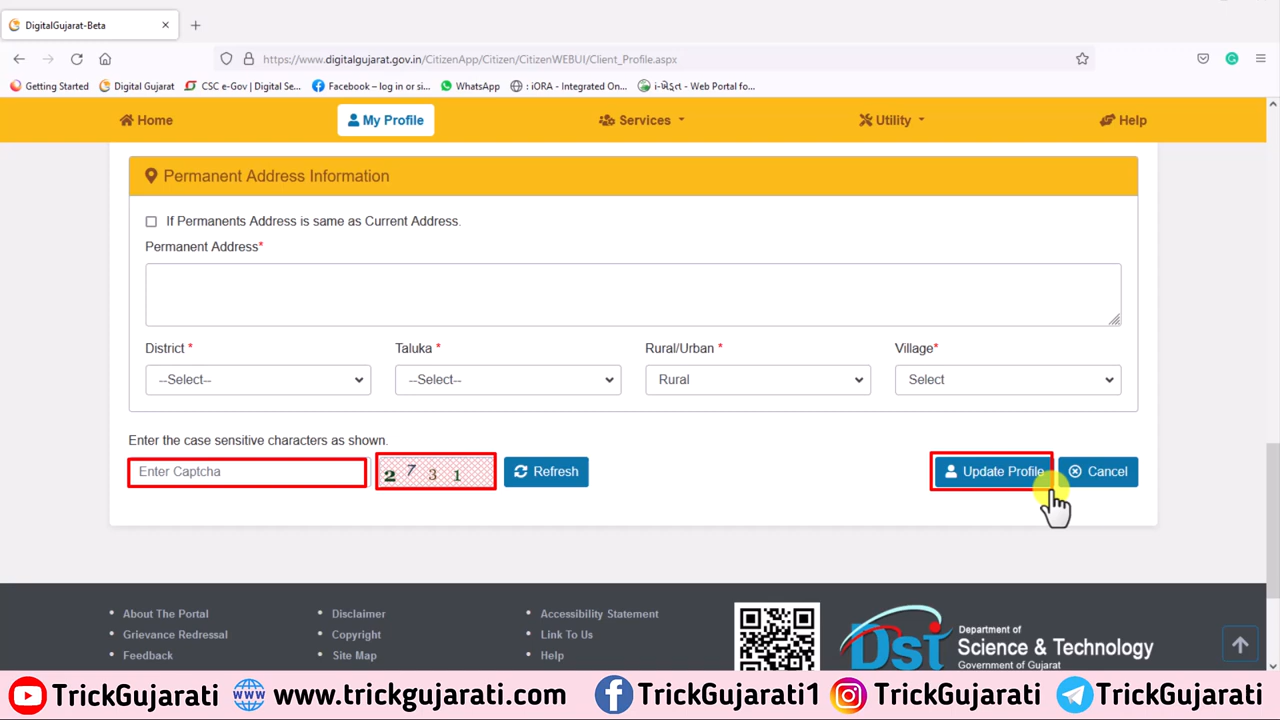 DigitalGujarat-Beta
https://www.digitalgujarat.gov.in/CitizenApp/Citizen/CitizenWEBUI/Client_Profile.aspx
Getting Started Digital Gujarat CSC e-Gov | Digital Se... Facebook – log in or si... WhatsApp : iORA - Integrated On... i-ખેડૂત - Web Portal fo...
Home My Profile Services Utility Help
Permanent Address Information
If Permanents Address is same as Current Address.
Permanent Address*
District * Taluka * Rural/Urban * Village*
--Select-- --Select-- Rural Select
Enter the case sensitive characters as shown.
Enter Captcha 2 7 3 1 Refresh Update Profile Cancel
About The Portal Disclaimer Accessibility Statement
Grievance Redressal Copyright Link To Us
Feedback Site Map Help
Dst Department of
Science & Technology
Government of Gujarat
TrickGujarati www.trickgujarati.com TrickGujarati1 TrickGujarati TrickGujarati